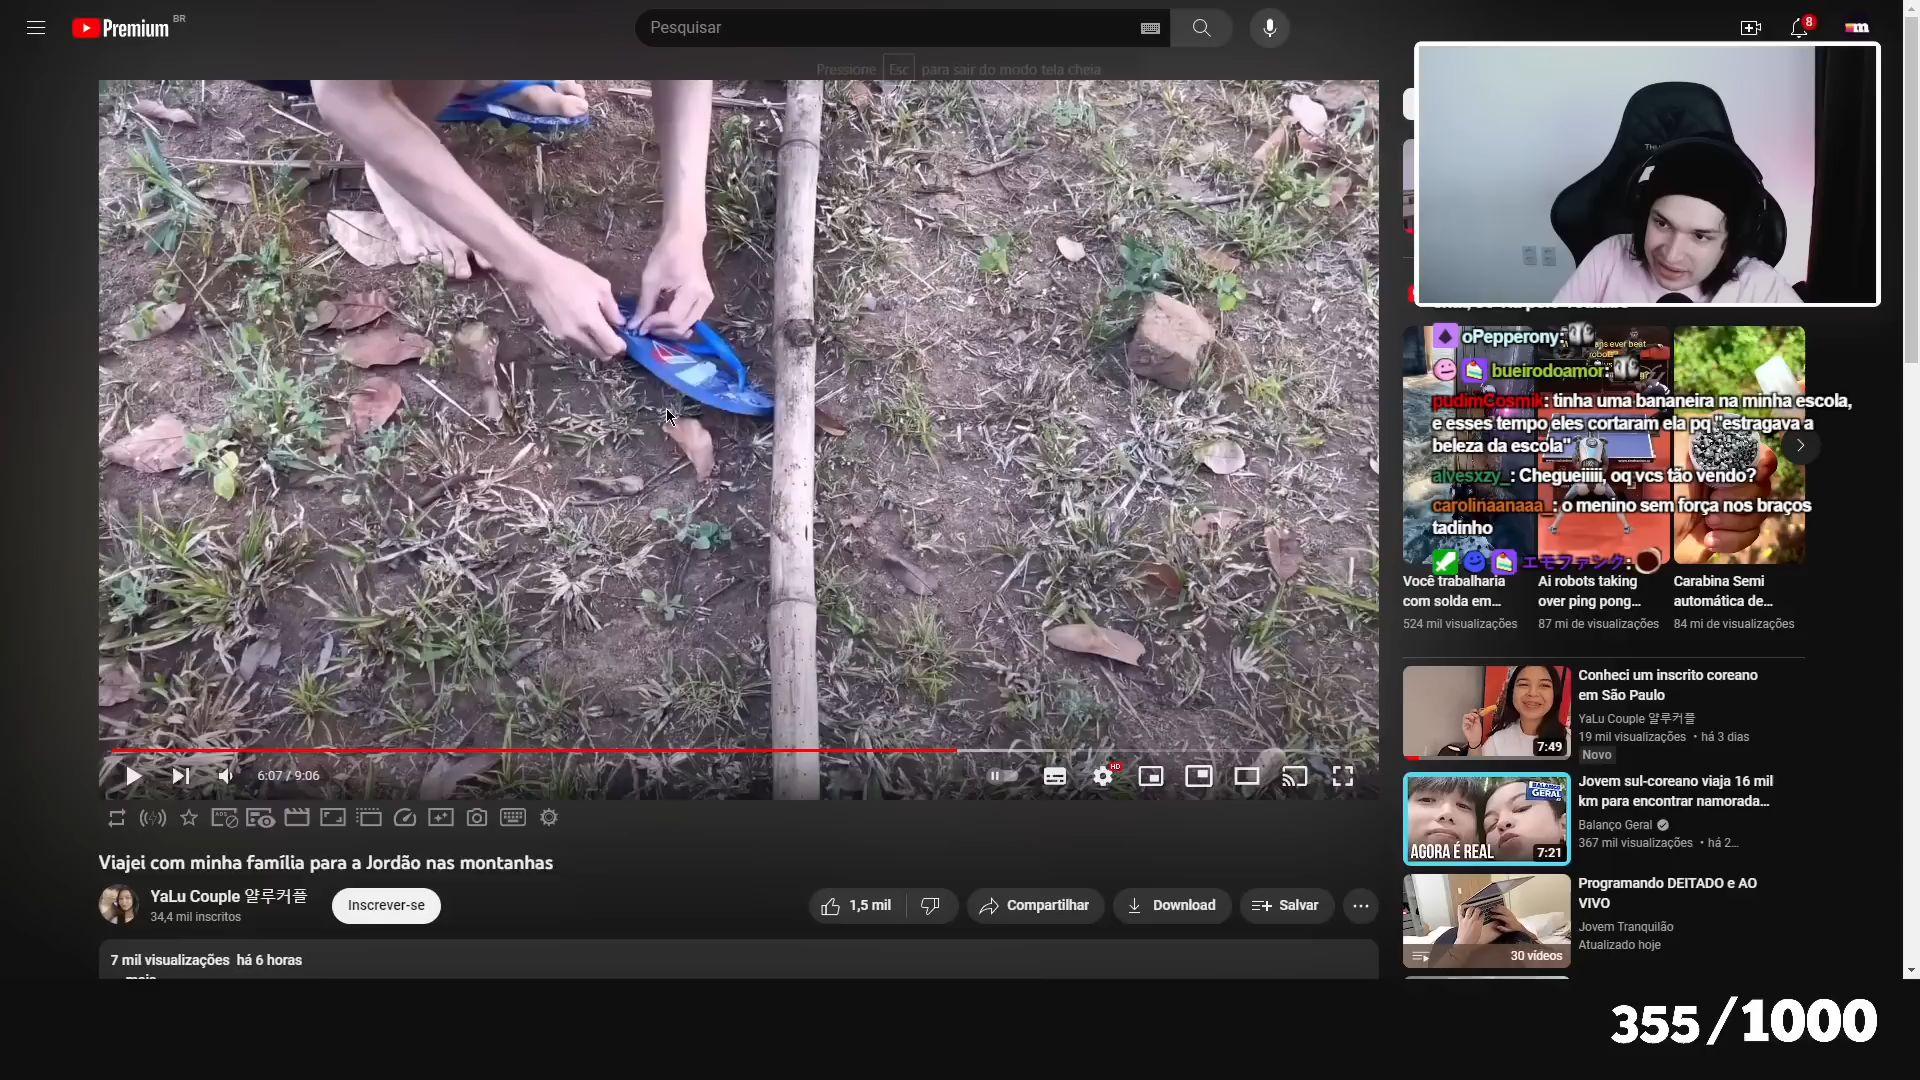 Premium BR
Pesquisar
8
Pressione Esc para sair do modo tela cheia
oPepperony:
bueirodoamor:
pudimCosmik: tinha uma bananeira na minha escola,
e esses tempo eles cortaram ela pq "estragava a
beleza da escola"
alvesxzy_: Chegueiiiii, oq vcs tão vendo?
carolinaanaaa_: o menino sem força nos braços
tadinho
エモファンク:
Você trabalharia
com solda em...
524 mil visualizações
Ai robots taking
over ping pong...
87 mi de visualizações
Carabina Semi
automática de...
84 mi de visualizações
Conheci um inscrito coreano
em São Paulo
YaLu Couple 얄루커플
19 mil visualizações • há 3 dias
Novo
7:49
Jovem sul-coreano viaja 16 mil
km para encontrar namorada...
Balanço Geral
367 mil visualizações • há 2...
BALANÇO
GERAL
AGORA É REAL
7:21
Programando DEITADO e AO
VIVO
Jovem Tranquilão
Atualizado hoje
30 vídeos
6:07 / 9:06
HD
Viajei com minha família para a Jordão nas montanhas
YaLu Couple 얄루커플
34,4 mil inscritos
Inscrever-se
1,5 mil
Compartilhar
Download
Salvar
7 mil visualizações há 6 horas
355/1000